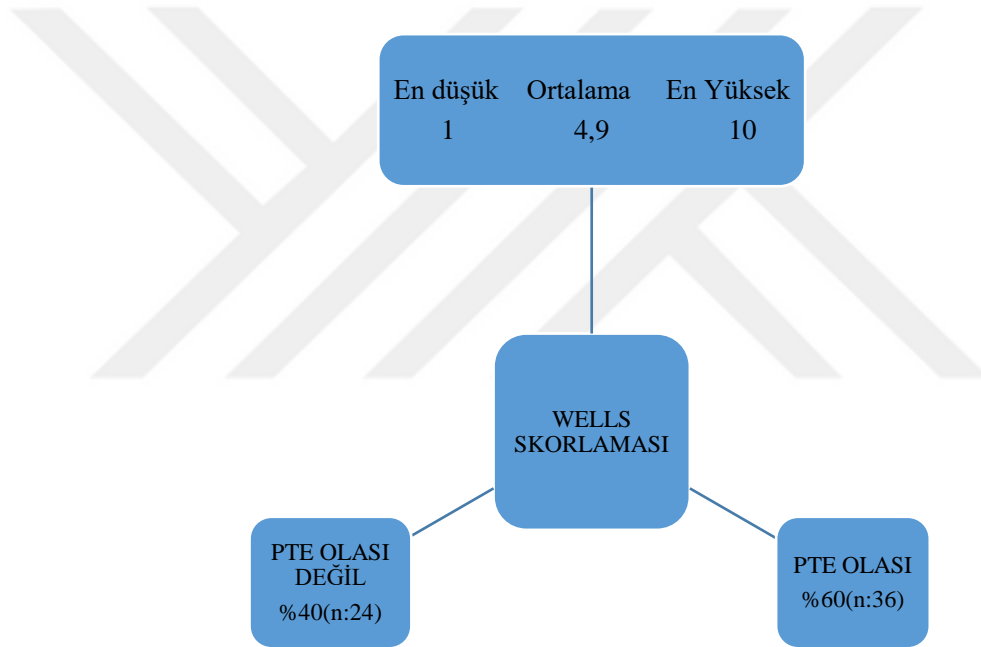 En düşük Ortalama En Yüksek
1 4,9 10
WELLS
SKORLAMASI
PTE OLASI
DEĞİL
%40(n:24)
PTE OLASI
%60(n:36)